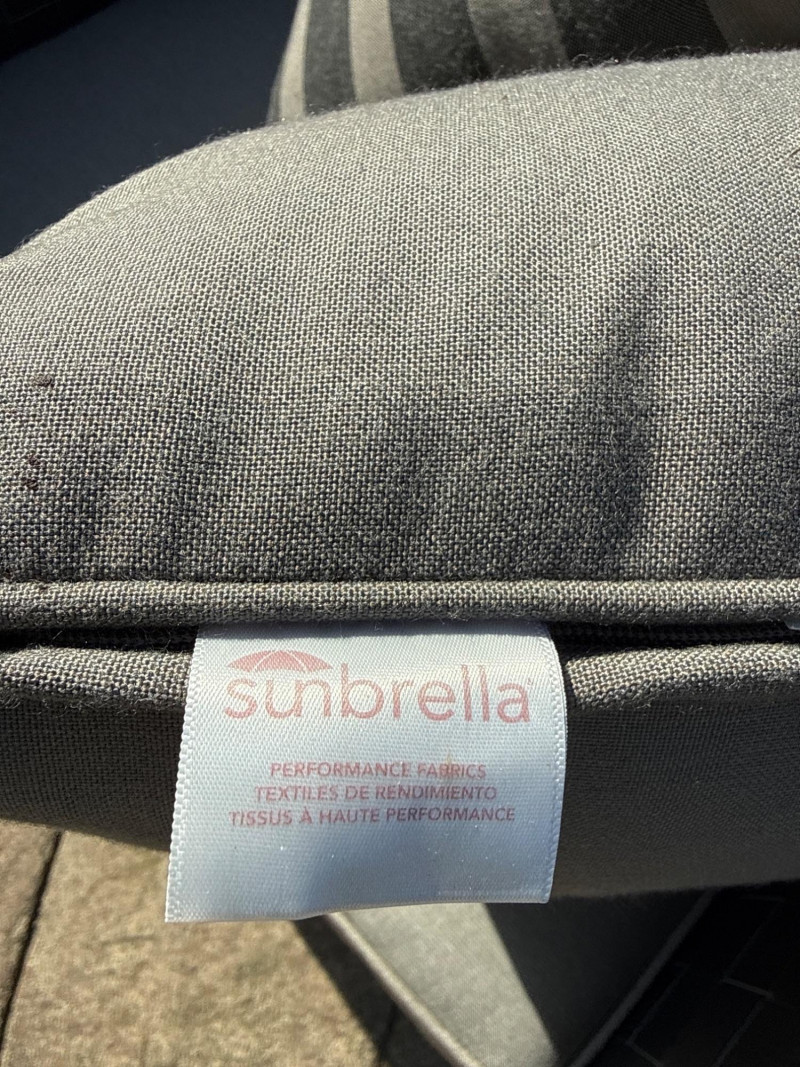 sunbrella
PERFORMANCE FABRICS
TEXTILES DE RENDIMIENTO
TISSUS À HAUTE PERFORMANCE